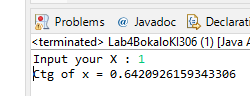 Problems @ Javadoc Declarati
<terminated> Lab4BokaloKI306 (1) [Java A
Input your X : 1
Ctg of x = 0.6420926159343306